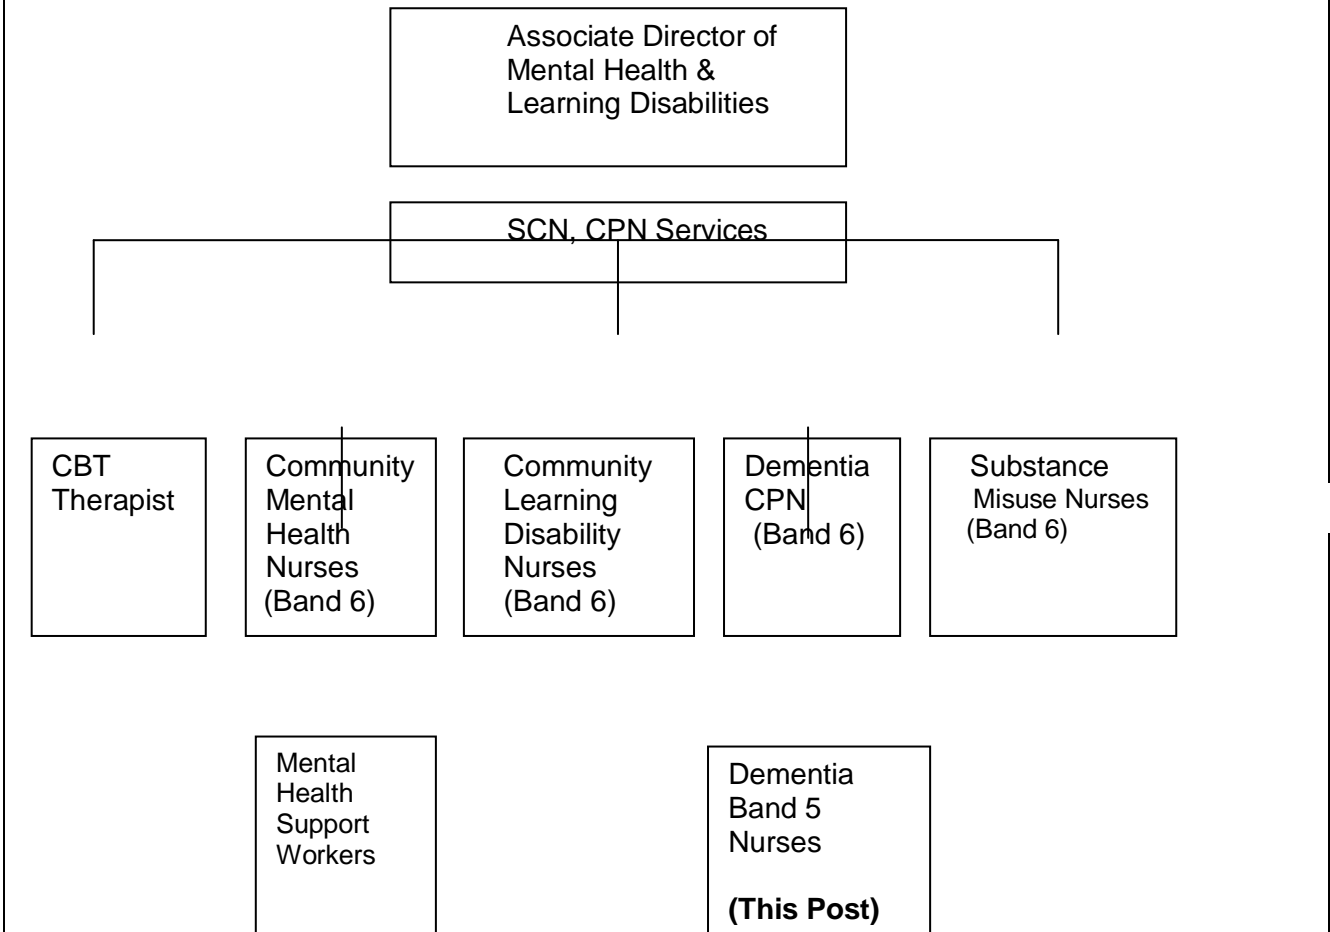 Associate Director of
Mental Health &
Learning Disabilities
SCN, CPN Services
CBT
Therapist
Community
Mental
Health
Nurses
(Band 6)
Community
Learning
Disability
Nurses
(Band 6)
Dementia
CPN
(Band 6)
Substance
Misuse Nurses
(Band 6)
Mental
Health
Support
Workers
Dementia
Band 5
Nurses
(This Post)